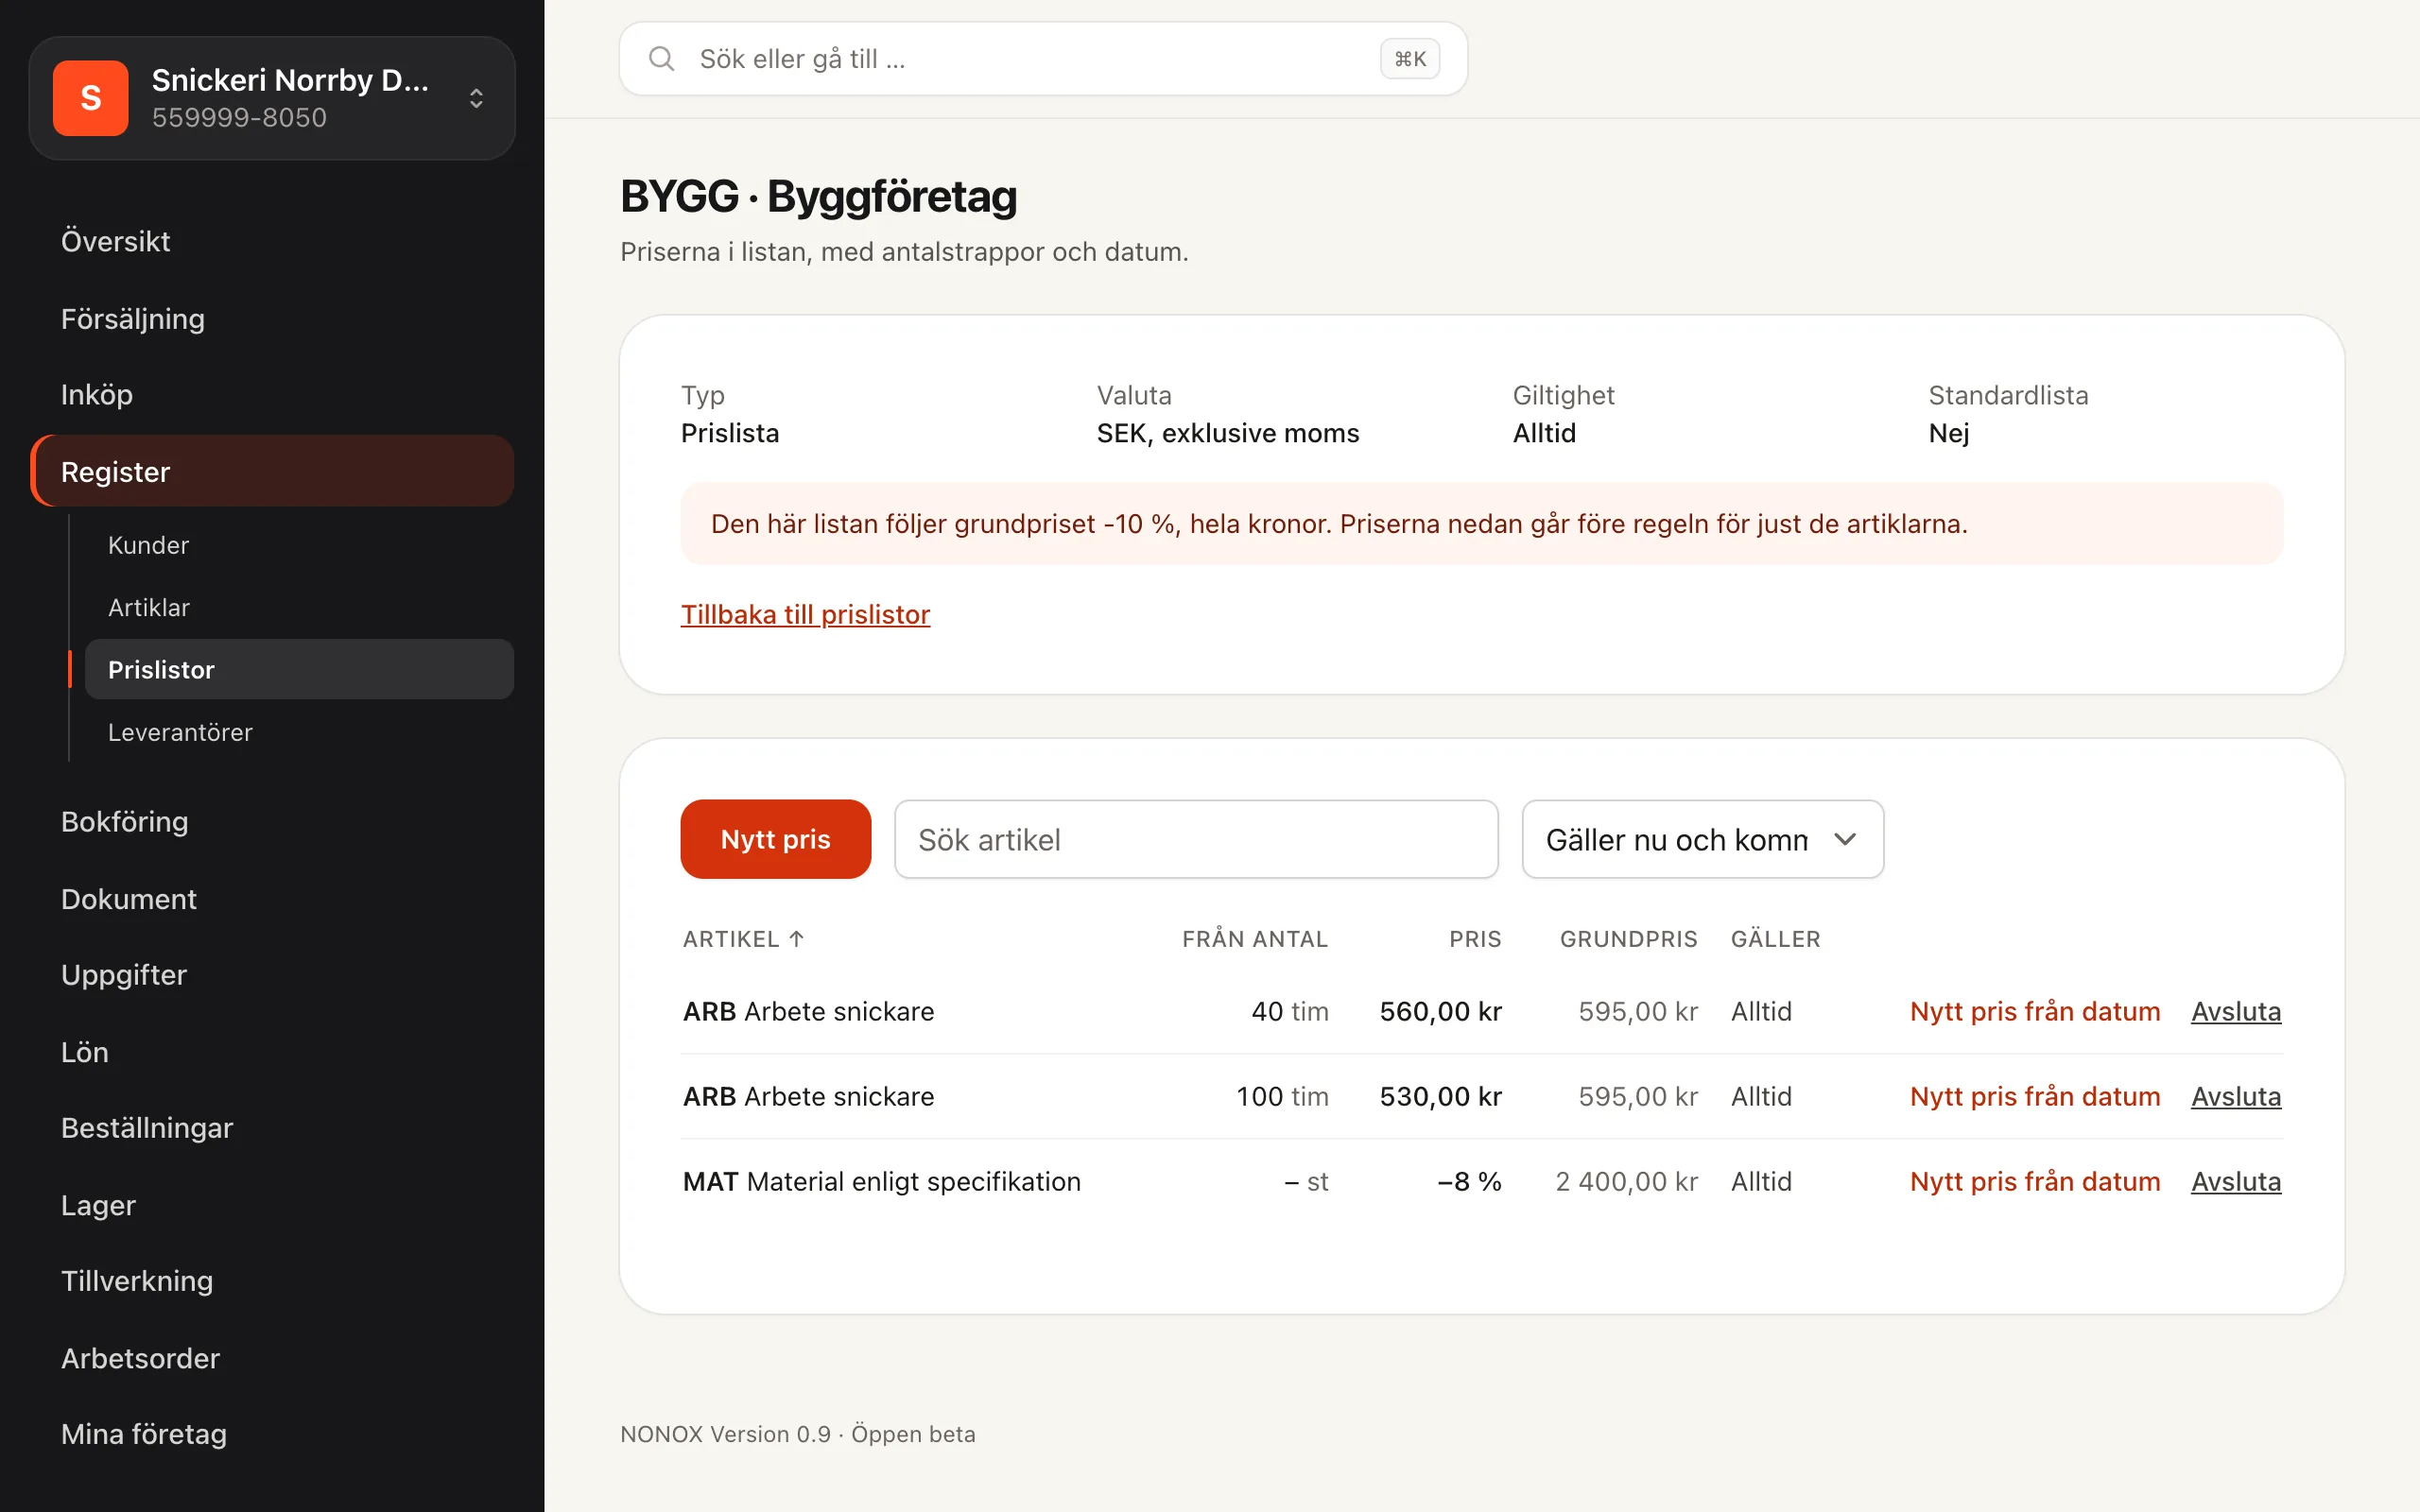 S
Snickeri Norrby D...
559999-8050
Översikt
Försäljning
Inköp
Register
Kunder
Artiklar
Prislistor
Leverantörer
Bokföring
Dokument
Uppgifter
Lön
Beställningar
Lager
Tillverkning
Arbetsorder
Mina företag
Sök eller gå till ... ⌘K
BYGG · Byggföretag
Priserna i listan, med antalstrappor och datum.
Typ Valuta Giltighet Standardlista
Prislista SEK, exklusive moms Alltid Nej
Den här listan följer grundpriset -10 %, hela kronor. Priserna nedan går före regeln för just de artiklarna.
Tillbaka till prislistor
Nytt pris Sök artikel Gäller nu och komm
ARTIKEL ↑ FRÅN ANTAL PRIS GRUNDPRIS GÄLLER
ARB Arbete snickare 40 tim 560,00 kr 595,00 kr Alltid Nytt pris från datum Avsluta
ARB Arbete snickare 100 tim 530,00 kr 595,00 kr Alltid Nytt pris från datum Avsluta
MAT Material enligt specifikation – st –8 % 2 400,00 kr Alltid Nytt pris från datum Avsluta
NONOX Version 0.9 · Öppen beta